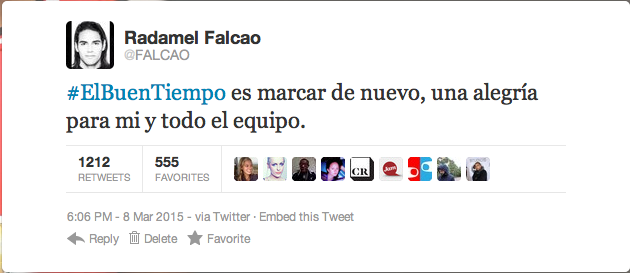 Radamel Falcao
@FALCAO
#ElBuenTiempo es marcar de nuevo, una alegría
para mi y todo el equipo.
1212 555
RETWEETS FAVORITES
CR
6:06 PM - 8 Mar 2015 - via Twitter · Embed this Tweet
Reply Delete Favorite